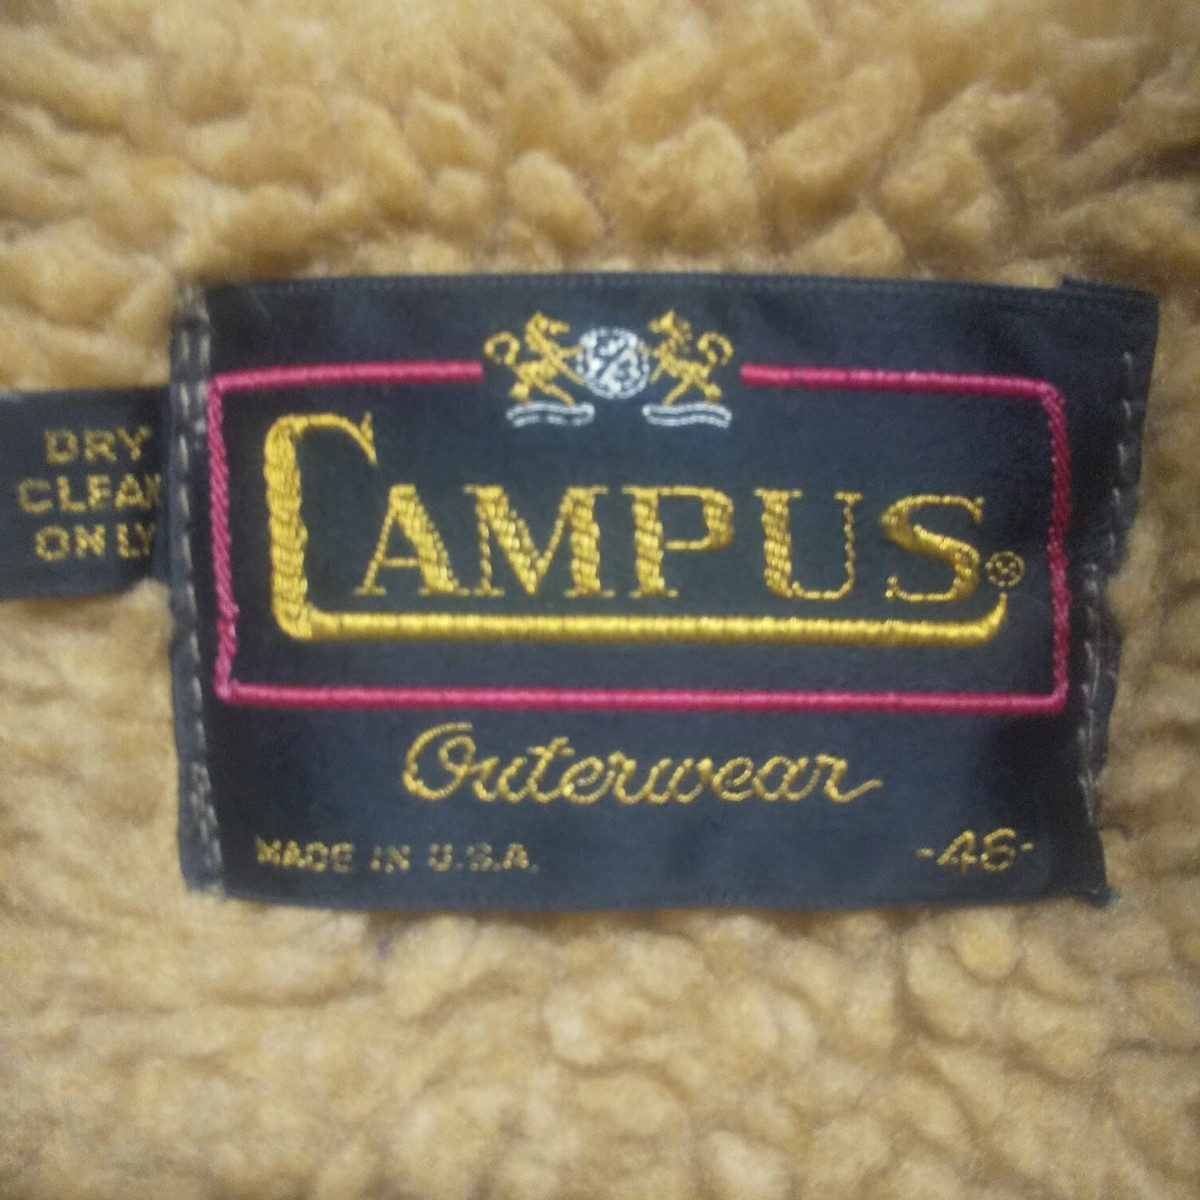 DRY
CLEAN
ONLY
CAMPUS®
Outerwear
MADE IN U.S.A. -46-